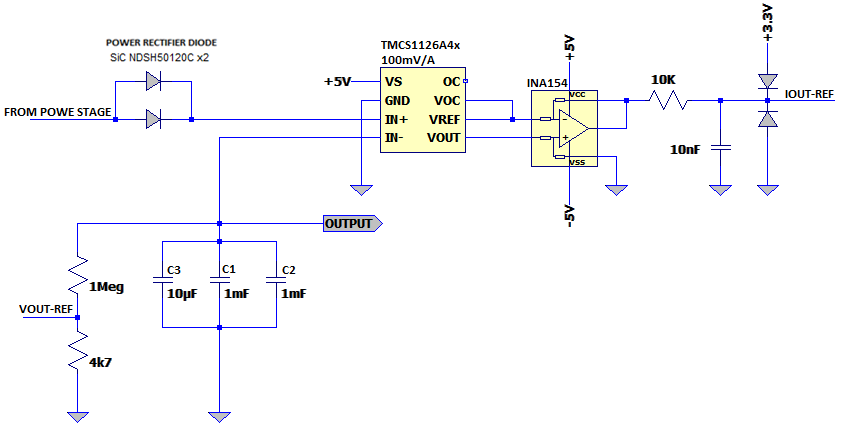 POWER RECTIFIER DIODE
SiC NDSH50120C x2
FROM POWE STAGE
TMCS1126A4x
100mV/A
+5V
VS
GND
IN+
IN-
OC
VOC
VREF
VOUT
INA154
+5V
VCC
-
+
VSS
-5V
10K
10nF
+3.3V
IOUT-REF
OUTPUT
1Meg
VOUT-REF
4k7
C3
10µF
C1
1mF
C2
1mF